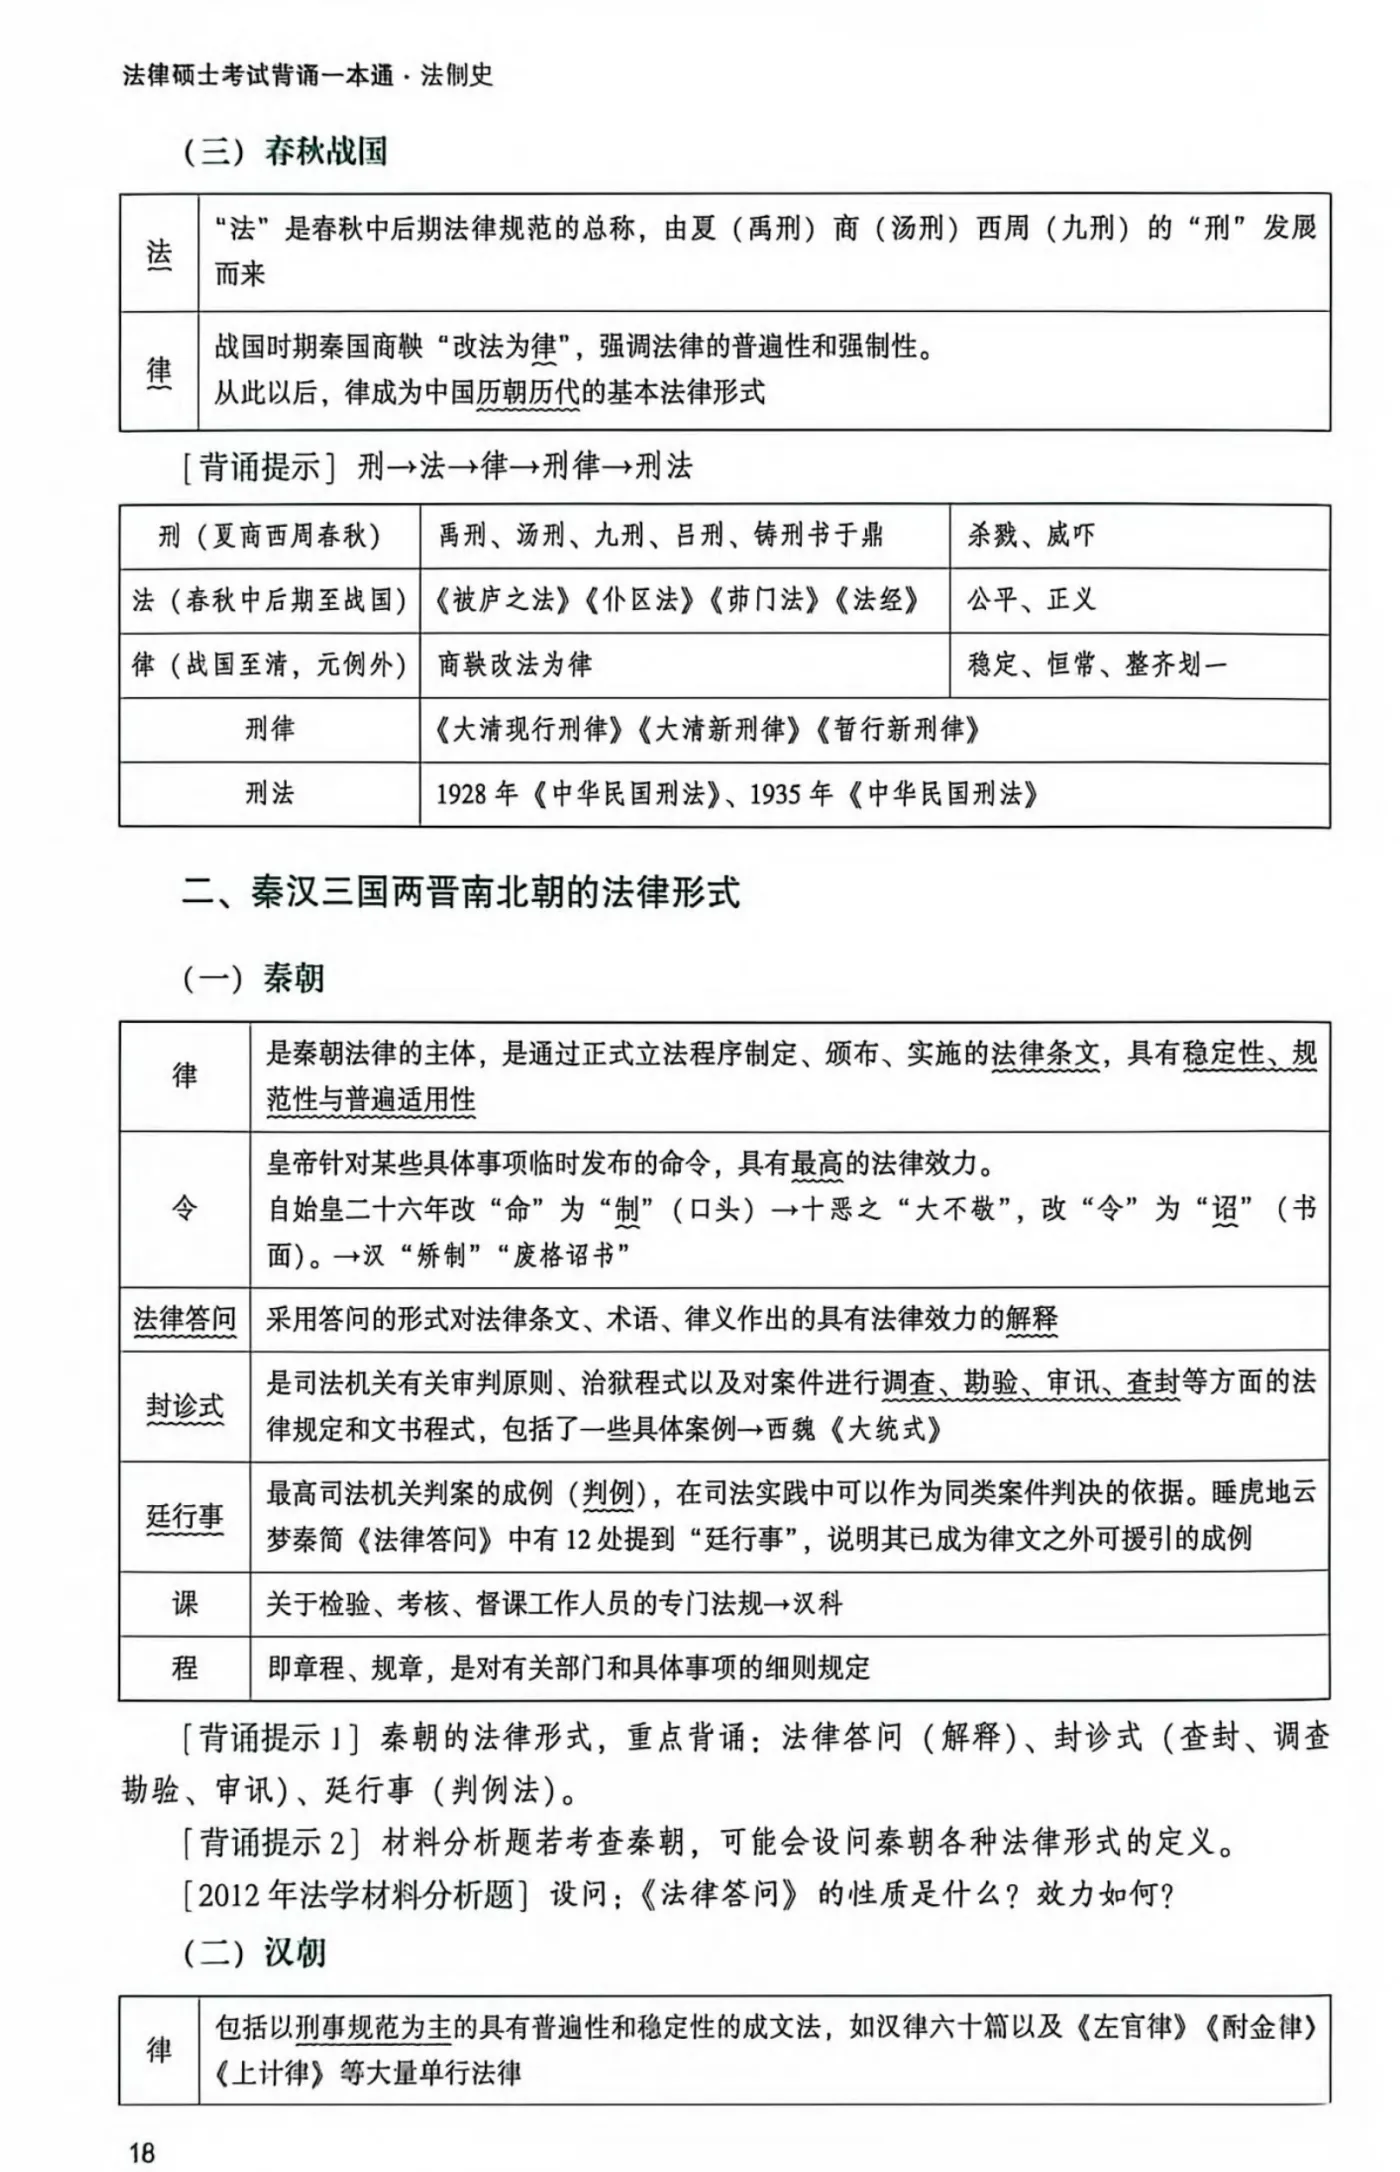 法律硕士考试背诵一本通·法制史
（三）春秋战国
法
“法”是春秋中后期法律规范的总称，由夏（禹刑）商（汤刑）西周（九刑）的“刑”发展
而来
律
战国时期秦国商鞅“改法为律”，强调法律的普遍性和强制性。
从此以后，律成为中国历朝历代的基本法律形式
［背诵提示］刑→法→律→刑律→刑法
刑（夏商西周春秋） 禹刑、汤刑、九刑、吕刑、铸刑书于鼎 杀戮、威吓
法（春秋中后期至战国） 《被庐之法》《仆区法》《茆门法》《法经》 公平、正义
律（战国至清，元例外） 商鞅改法为律 稳定、恒常、整齐划一
刑律 《大清现行刑律》《大清新刑律》《暂行新刑律》
刑法 1928年《中华民国刑法》、1935年《中华民国刑法》
二、秦汉三国两晋南北朝的法律形式
（一）秦朝
律
是秦朝法律的主体，是通过正式立法程序制定、颁布、实施的法律条文，具有稳定性、规
范性与普遍适用性
令
皇帝针对某些具体事项临时发布的命令，具有最高的法律效力。
自始皇二十六年改“命”为“制”（口头）→十恶之“大不敬”，改“令”为“诏”（书
面）。→汉“矫制”“废格诏书”
法律答问 采用答问的形式对法律条文、术语、律义作出的具有法律效力的解释
封诊式
是司法机关有关审判原则、治狱程式以及对案件进行调查、勘验、审讯、查封等方面的法
律规定和文书程式，包括了一些具体案例→西魏《大统式》
廷行事
最高司法机关判案的成例（判例），在司法实践中可以作为同类案件判决的依据。睡虎地云
梦秦简《法律答问》中有12处提到“廷行事”，说明其已成为律文之外可援引的成例
课 关于检验、考核、督课工作人员的专门法规→汉科
程 即章程、规章，是对有关部门和具体事项的细则规定
［背诵提示1］秦朝的法律形式，重点背诵：法律答问（解释）、封诊式（查封、调查
勘验、审讯）、廷行事（判例法）。
［背诵提示2］材料分析题若考查秦朝，可能会设问秦朝各种法律形式的定义。
［2012年法学材料分析题］设问：《法律答问》的性质是什么？效力如何？
（二）汉朝
律
包括以刑事规范为主的具有普遍性和稳定性的成文法，如汉律六十篇以及《左官律》《酎金律》
《上计律》等大量单行法律
18